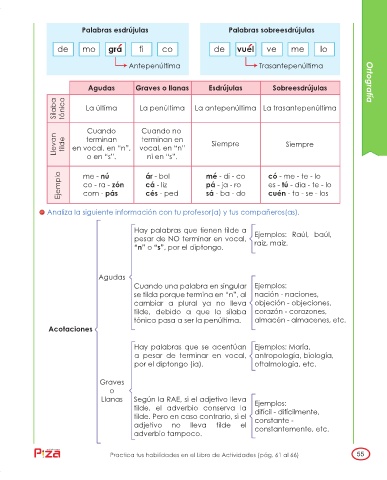 Palabras esdrújulas
Palabras sobreesdrújulas
de mo grá fi co
de vuél ve me lo
Antepenúltima
Trasantepenúltima
Ortografía
Agudas Graves o llanas Esdrújulas Sobreesdrújulas
Sílaba tónica
La última La penúltima La antepenúltima La trasantepenúltima
Llevan tilde
Cuando
terminan
en vocal, en "n",
o en "s".
Cuando no
terminan en
vocal, en "n"
ni en "s".
Siempre
Siempre
Ejemplo
me - nú
co - ra - zón
com - pás
ár - bol
cá - liz
cés - ped
mé - di - co
pá - ja - ro
sá - ba - do
có - me - te - lo
es - tú - dia - te - lo
cuén - ta - se - los
Analiza la siguiente información con tu profesor(a) y tus compañeros(as).
Acotaciones
Agudas
Hay palabras que tienen tilde a
pesar de NO terminar en vocal,
"n" o "s", por el diptongo.
Ejemplos: Raúl, baúl,
raíz, maíz.
Cuando una palabra en singular
se tilda porque termina en "n", al
cambiar a plural ya no lleva
tilde, debido a que la sílaba
tónica pasa a ser la penúltima.
Ejemplos:
nación - naciones,
objeción - objeciones,
corazón - corazones,
almacén - almacenes, etc.
Graves
o
Llanas
Hay palabras que se acentúan
a pesar de terminar en vocal,
por el diptongo (ía).
Ejemplos: María,
antropología, biología,
oftalmología, etc.
Según la RAE, si el adjetivo lleva
tilde, el adverbio conserva la
tilde. Pero en caso contrario, si el
adjetivo no lleva tilde el
adverbio tampoco.
Ejemplos:
difícil - difícilmente,
constante -
constantemente, etc.
Piza
Practica tus habilidades en el Libro de Actividades (pág. 61 al 66)
55